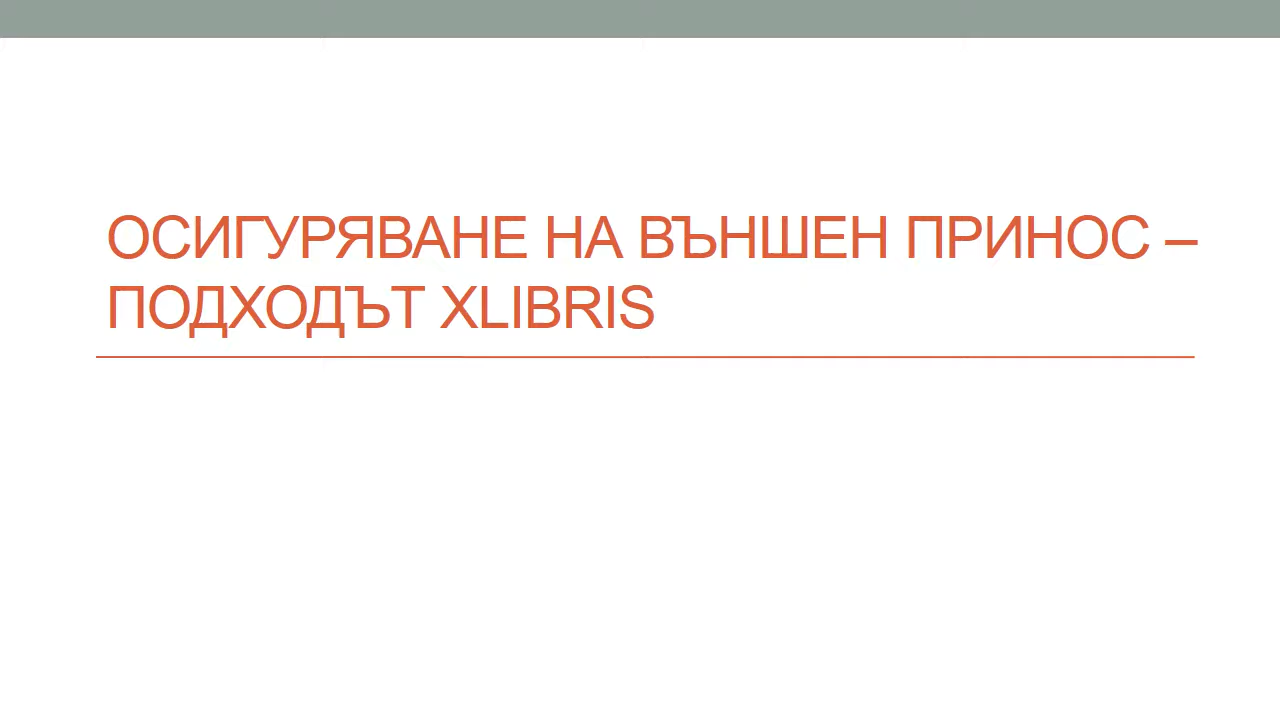 ОСИГУРЯВАНЕ НА ВЪНШЕН ПРИНОС –
ПОДХОДЪТ XLIBRIS